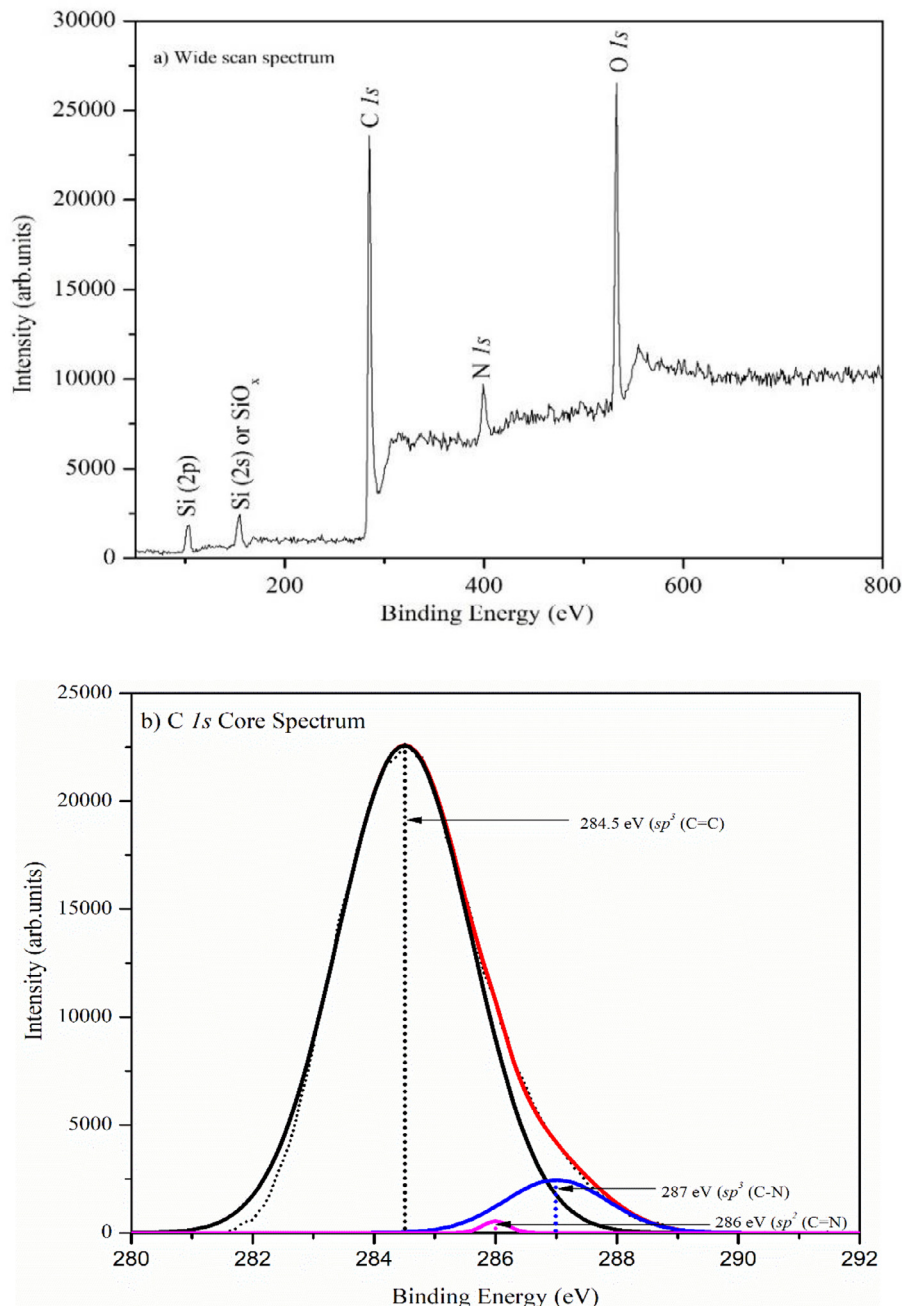 a) Wide scan spectrum
Intensity (arb.units)
30000
25000
20000
15000
10000
5000
0
Si (2p)
Si (2s) or SiOₓ
C 1s
N 1s
O 1s
200
400
600
800
Binding Energy (eV)
b) C 1s Core Spectrum
Intensity (arb.units)
25000
20000
15000
10000
5000
0
284.5 eV (sp³ (C=C)
287 eV (sp³ (C-N)
286 eV (sp² (C=N)
280
282
284
286
288
290
292
Binding Energy (eV)